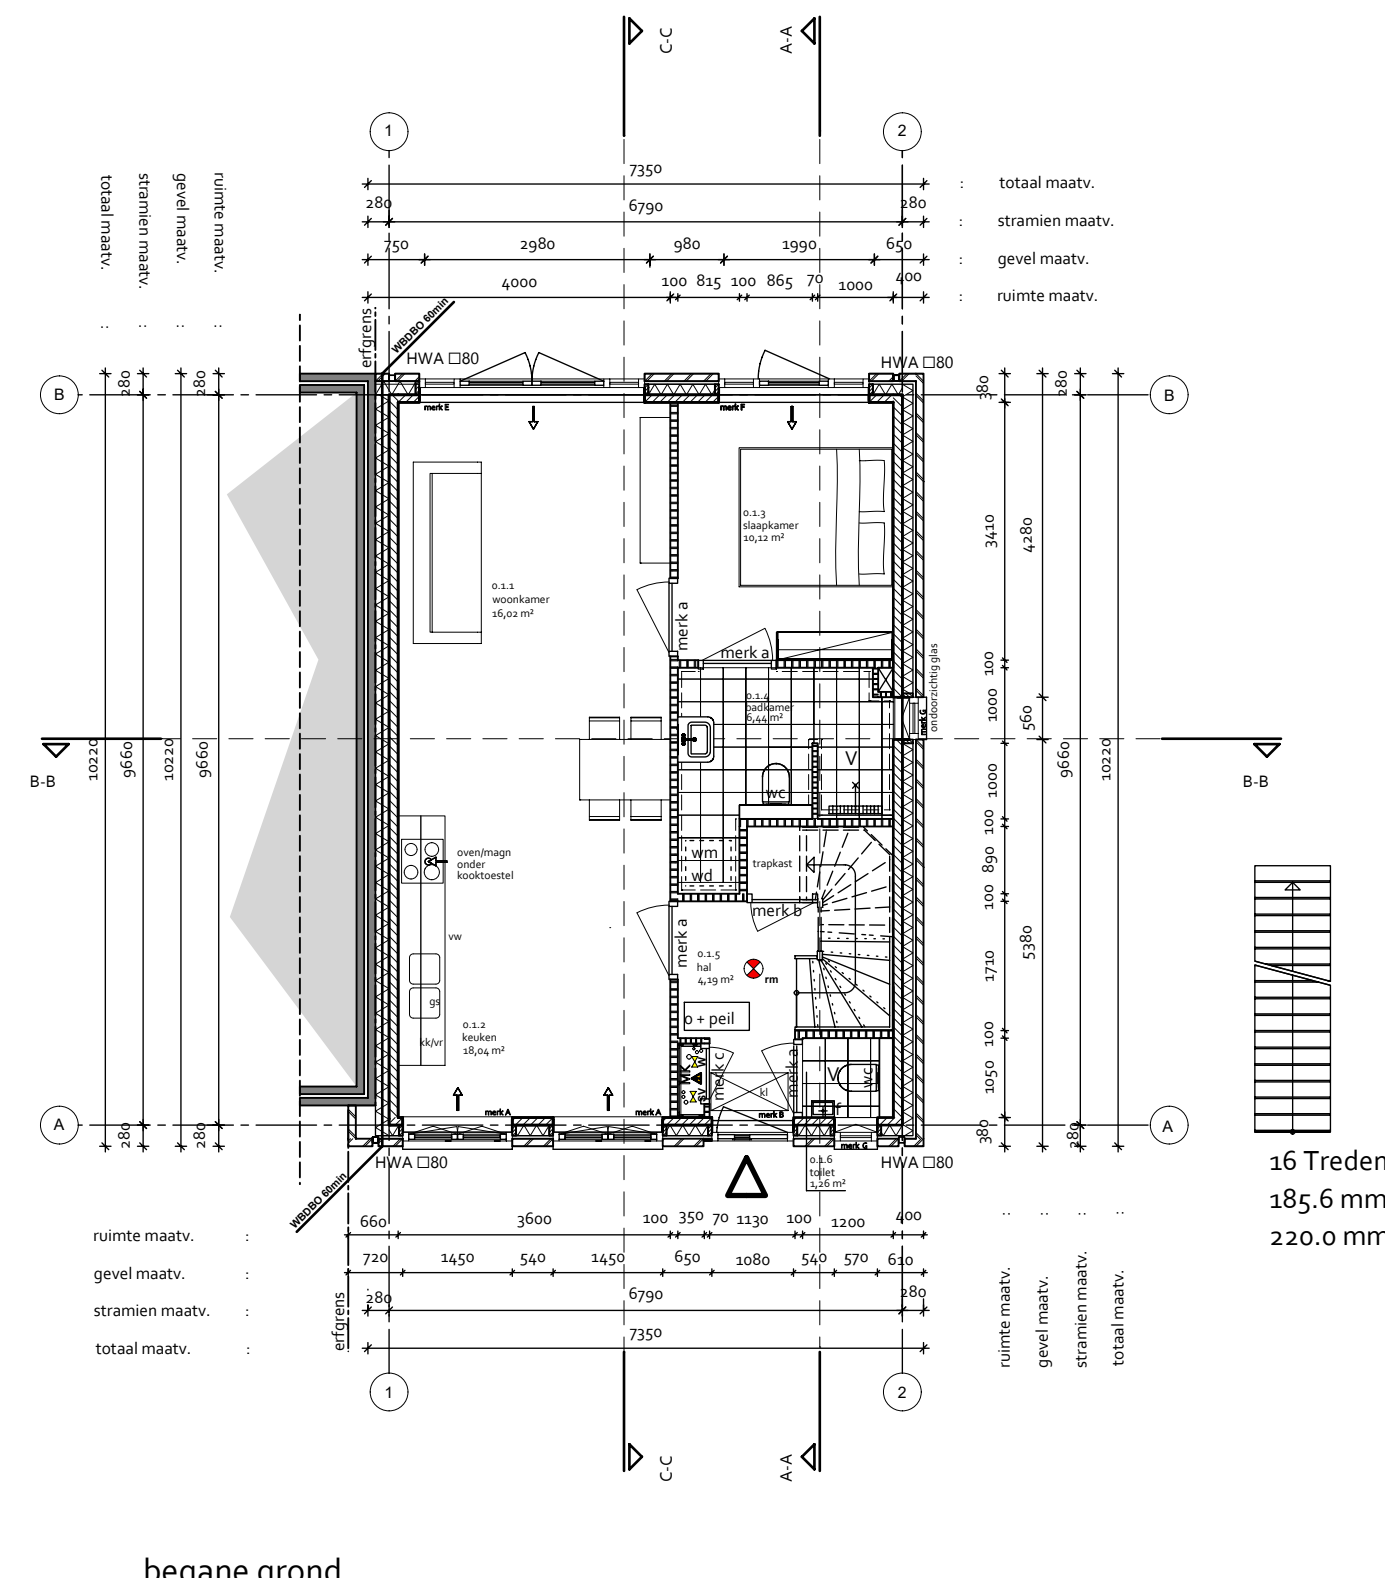 C-C
A-A
1
2
7350
: totaal maatv.
280
6790
280
: stramien maatv.
750
2980
980
1990
650
: gevel maatv.
4000
100
815
100
865
70
1000
400
: ruimte maatv.
totaal maatv. :
stramien maatv. :
gevel maatv. :
ruimte maatv. :
erfgrens
WBDBO 60min
HWA □80
HWA □80
B
280
280
merk E
merk F
380
280
B
0.1.3
slaapkamer
10,12 m²
3410
4280
0.1.1
woonkamer
16,02 m²
merk a
merk a
ondoorzichtig glas
100
0.1.4
badkamer
6,44 m²
1000
560
merk G
B-B
10220
9660
10220
9660
V
wc
1000
9660
10220
B-B
100
wm
wd
trapkast
890
oven/magn
onder
kooktoestel
100
merk b
merk a
vw
0.1.5
hal
4,19 m²
rm
1710
5380
gs
0 + peil
0.1.2
keuken
18,04 m²
kk/vr
100
MK
w
sv
merk c
kl
merk a
V
wc
f
1050
merk A
merk A
merk B
merk G
A
280
280
380
280
A
HWA □80
WBDBO 60min
0.1.6
toilet
1,26 m²
HWA □80
16 Treden
185.6 mm
220.0 mm
ruimte maatv. :
660
3600
100
350
70
1130
100
1200
400
gevel maatv. :
720
1450
540
1450
650
1080
540
570
610
stramien maatv. :
280
6790
280
totaal maatv. :
erfgrens
7350
ruimte maatv. :
gevel maatv. :
stramien maatv. :
totaal maatv. :
1
2
C-C
A-A
begane grond